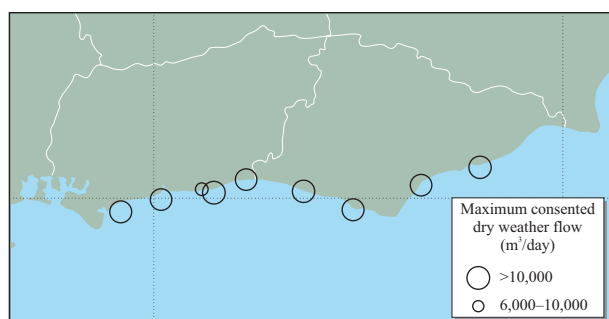 Maximum consented
dry weather flow
(m³/day)
>10,000
6,000–10,000